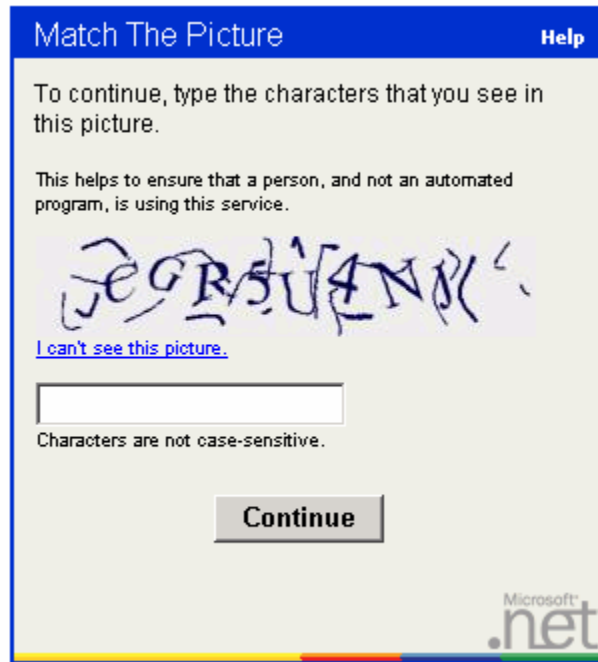 Match The Picture
Help
To continue, type the characters that you see in
this picture.
This helps to ensure that a person, and not an automated
program, is using this service.
I can't see this picture.
Characters are not case-sensitive.
Continue
Microsoft
.net